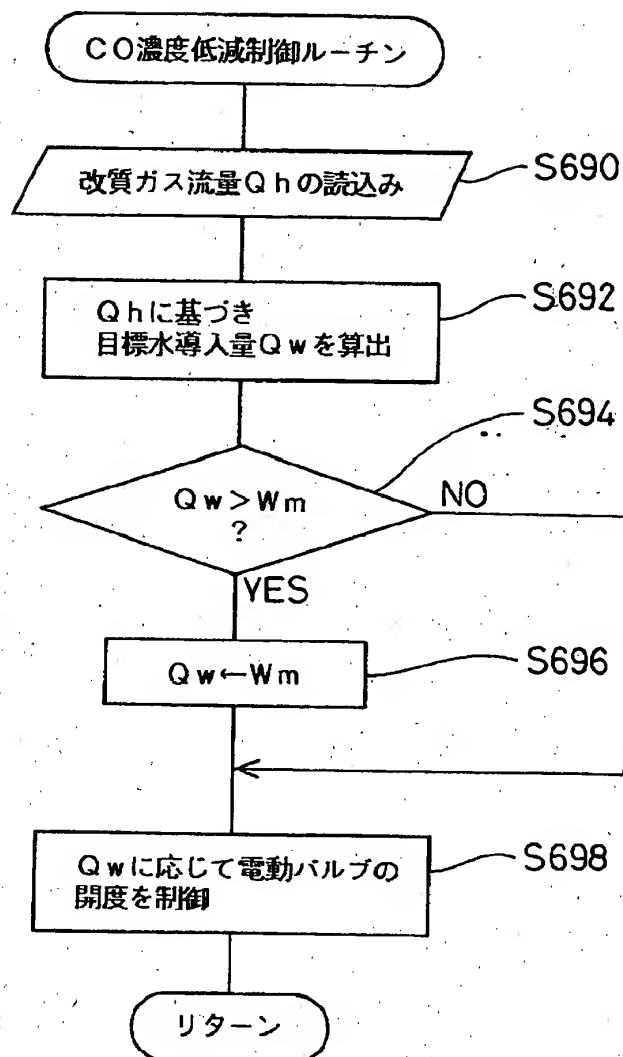 CO濃度低減制御ルーチン
改質ガス流量Qhの読込み
S690
Qhに基づき
目標水導入量Qwを算出
S692
S694
Qw>Wm
?
NO
YES
Qw←Wm
S696
Qwに応じて電動バルブの
開度を制御
S698
リターン